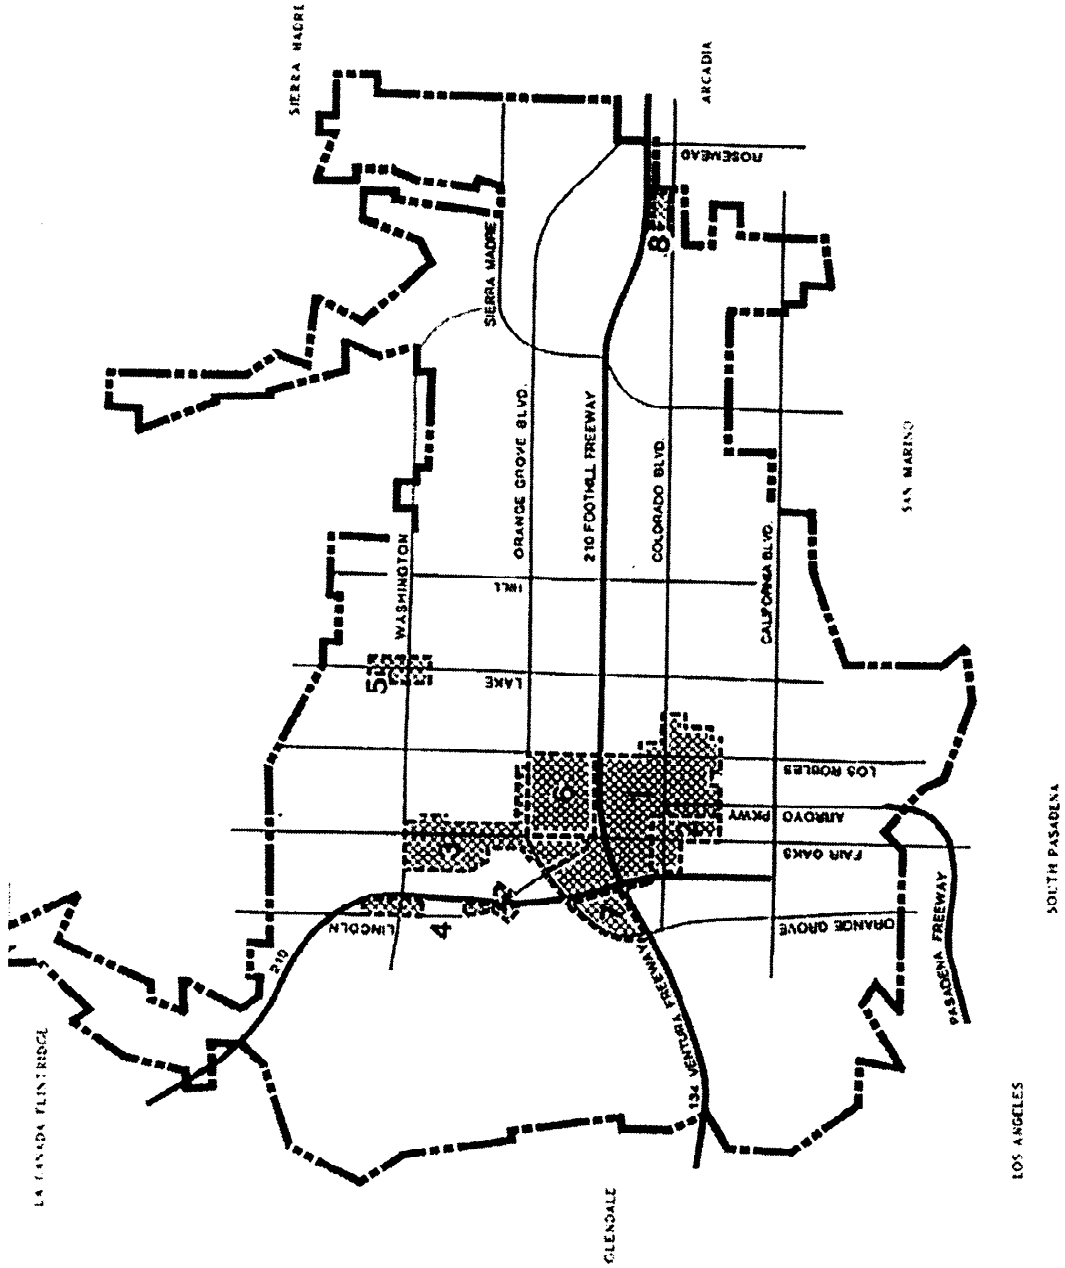 SIERRA MADRE
ARCADIA
ROSEMEAD
8
SIERRA MADRE
ORANGE GROVE BLVD.
210 FOOTHILL FREEWAY
COLORADO BLVD.
CALIFORNIA BLVD.
SAN MARINO
WASHINGTON
HILL
5
LAKE
LOS ROBLES
ARROYO PKWY
FAIR OAKS
ORANGE GROVE
3
4
LINCOLN
210
134 VENTURA FREEWAY
PASADENA FREEWAY
SOUTH PASADENA
LA CANADA FLINTRIDGE
GLENDALE
LOS ANGELES